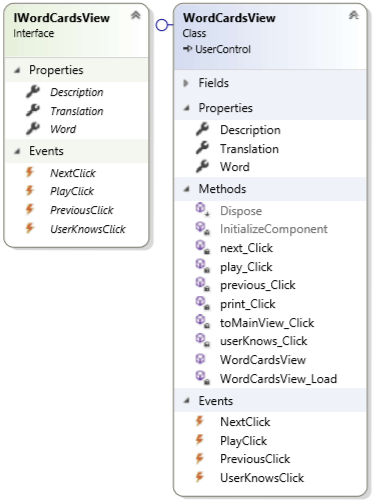 IWordCardsView
Interface
Properties
Description
Translation
Word
Events
NextClick
PlayClick
PreviousClick
UserKnowsClick
WordCardsView
Class
UserControl
Fields
Properties
Description
Translation
Word
Methods
Dispose
InitializeComponent
next_Click
play_Click
previous_Click
print_Click
toMainView_Click
userKnows_Click
WordCardsView
WordCardsView_Load
Events
NextClick
PlayClick
PreviousClick
UserKnowsClick